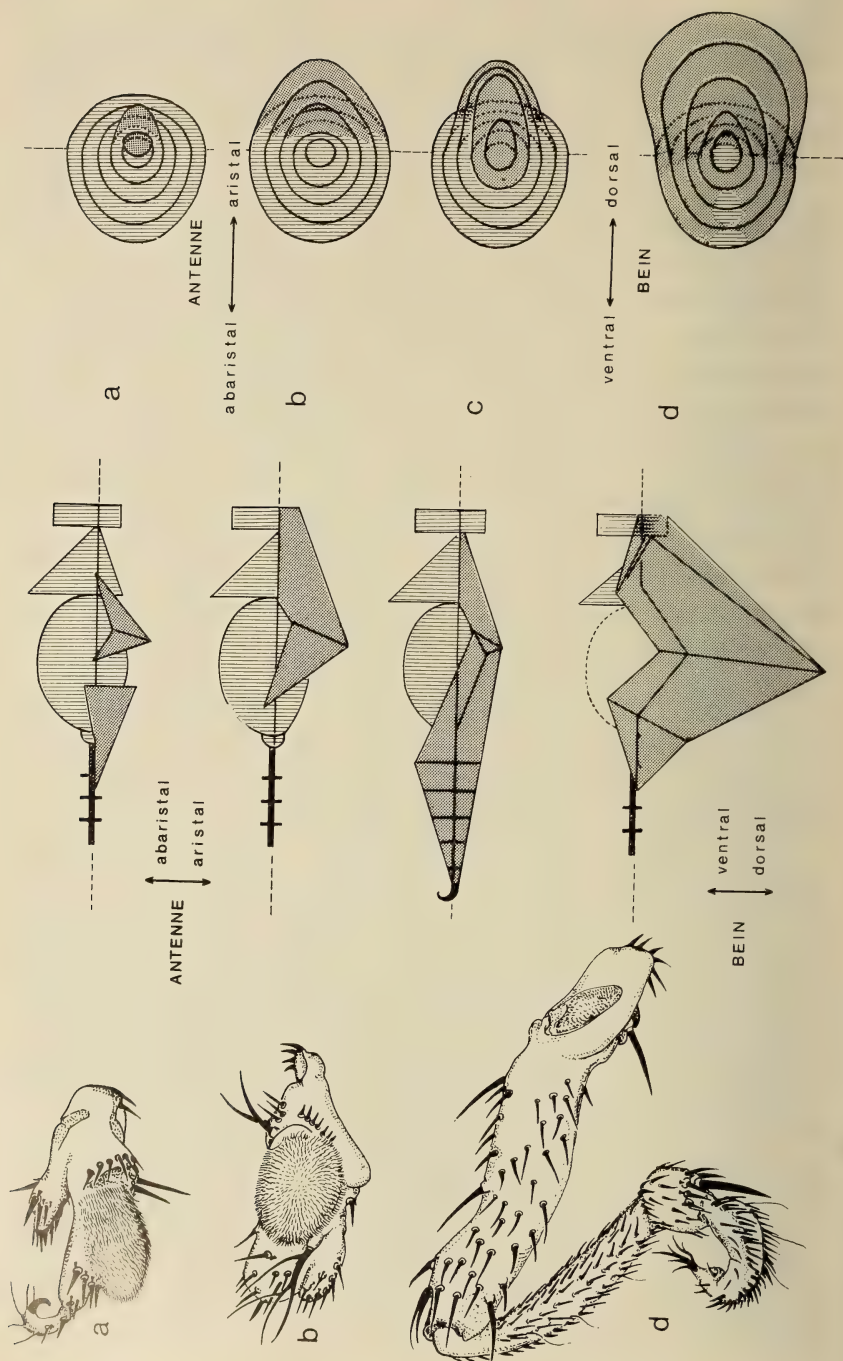 a
b
d
ANTENNE
abaristal
aristal
BEIN
ventral
dorsal
a
abaristal aristal
ANTENNE
b
c
ventral dorsal
BEIN
d